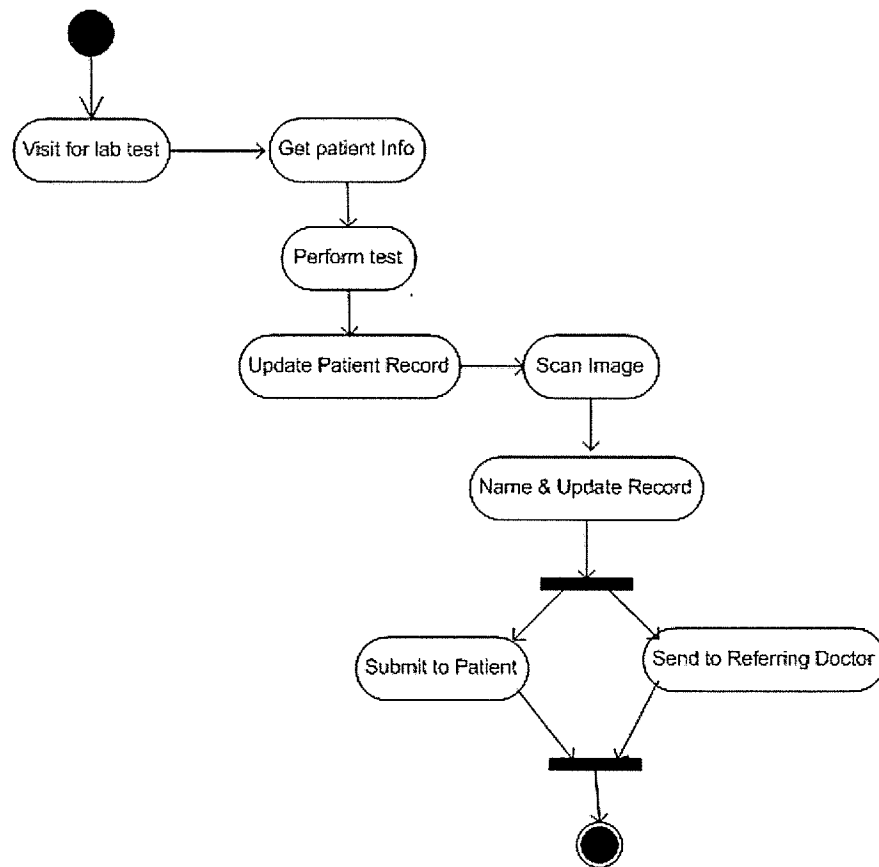 Visit for lab test
Get patient Info
Perform test
Update Patient Record
Scan Image
Name & Update Record
Submit to Patient
Send to Referring Doctor